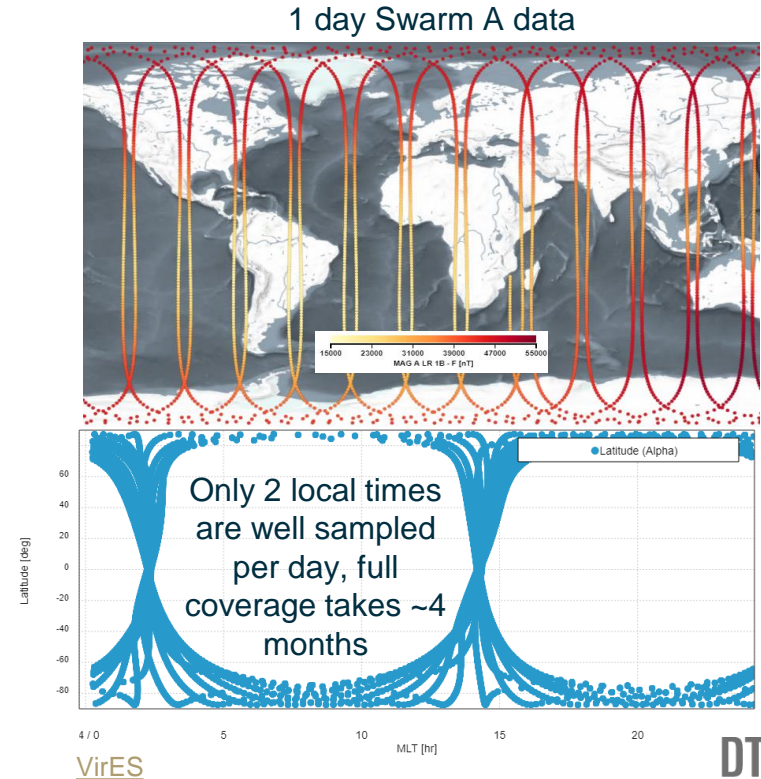 1 day Swarm A data
15000 23000 31000 39000 47000 55000
MAG A LR 1B - F [nT]
Latitude (Alpha)
60
40
20
0
-20
-40
-60
-80
Latitude [deg]
Only 2 local times
are well sampled
per day, full
coverage takes ~4
months
4 / 0 5 10 15 20
MLT [hr]
VirES
DT